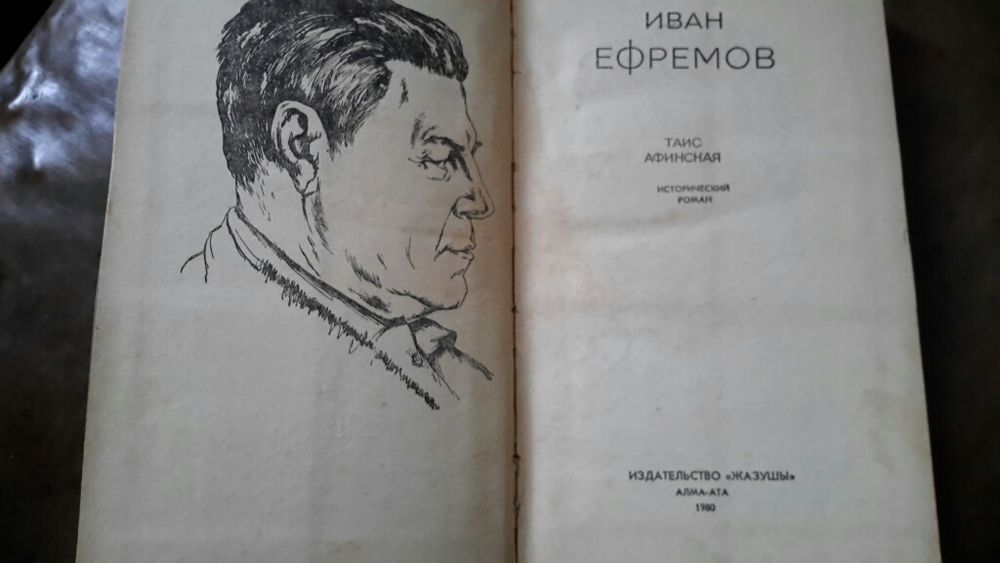 ИВАН
ЕФРЕМОВ
ТАИС
АФИНСКАЯ
ИСТОРИЧЕСКИЙ
РОМАН
ИЗДАТЕЛЬСТВО «ЖАЗУШЫ»
АЛМА-АТА
1980